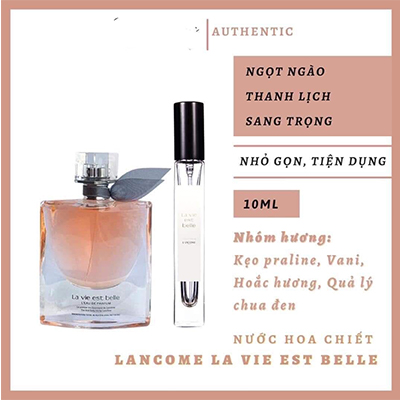 AUTHENTIC
NGỌT NGÀO
THANH LỊCH
SANG TRỌNG
NHỎ GỌN, TIỆN DỤNG
10ML
Nhóm hương:
Kẹo praline, Vani,
Hoắc hương, Quả lý
chua đen
La vie est belle
L'EAU DE PARFUM
La vie
est
belle
NƯỚC HOA CHIẾT
LANCOME LA VIE EST BELLE